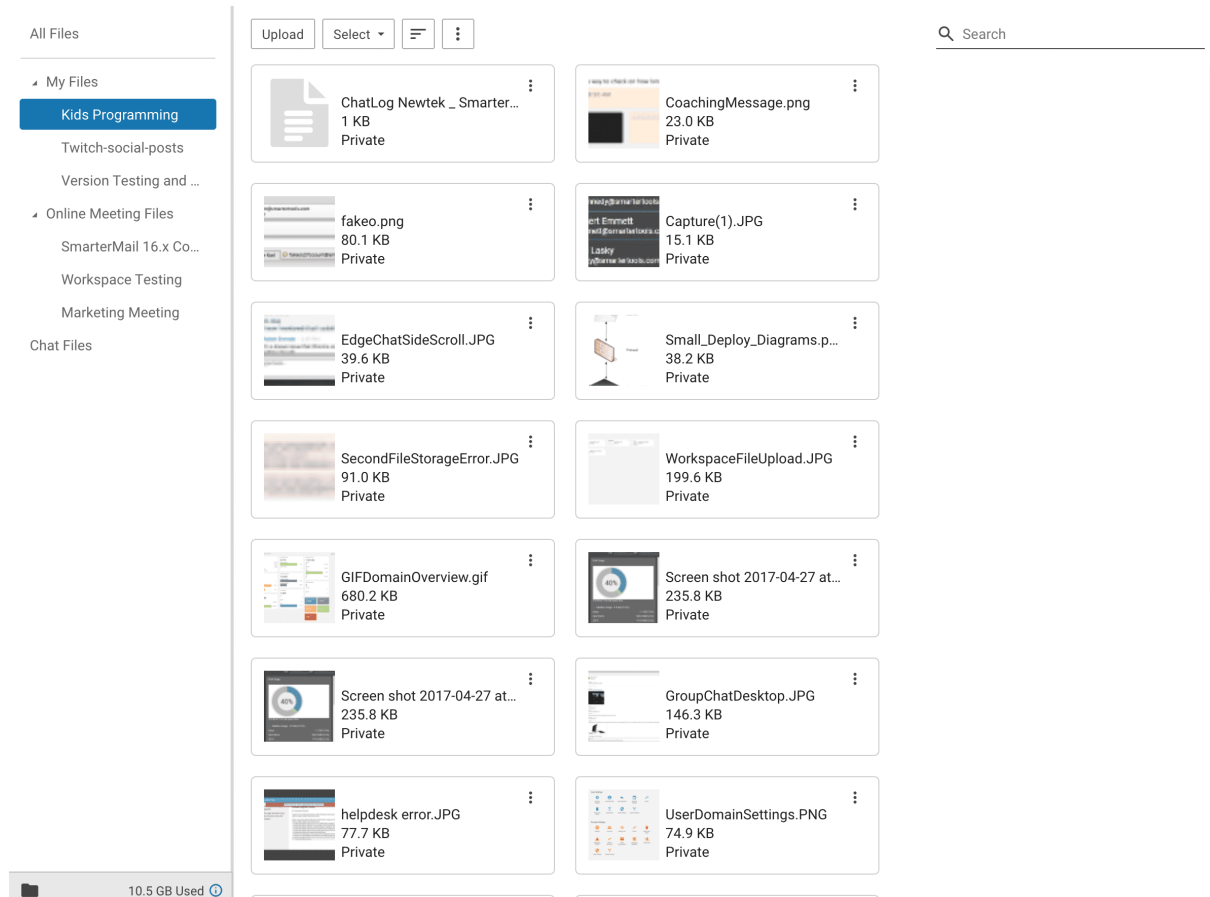 All Files
My Files
Kids Programming
Twitch-social-posts
Version Testing and ...
Online Meeting Files
SmarterMail 16.x Co...
Workspace Testing
Marketing Meeting
Chat Files
10.5 GB Used
Upload
Select
Search
ChatLog Newtek _ Smarter...
1 KB
Private
CoachingMessage.png
23.0 KB
Private
fakeo.png
80.1 KB
Private
Capture(1).JPG
15.1 KB
Private
EdgeChatSideScroll.JPG
39.6 KB
Private
Small_Deploy_Diagrams.p...
38.2 KB
Private
SecondFileStorageError.JPG
91.0 KB
Private
WorkspaceFileUpload.JPG
199.6 KB
Private
GIFDomainOverview.gif
680.2 KB
Private
40%
Screen shot 2017-04-27 at...
235.8 KB
Private
40%
Screen shot 2017-04-27 at...
235.8 KB
Private
GroupChatDesktop.JPG
146.3 KB
Private
helpdesk error.JPG
77.7 KB
Private
UserDomainSettings.PNG
74.9 KB
Private